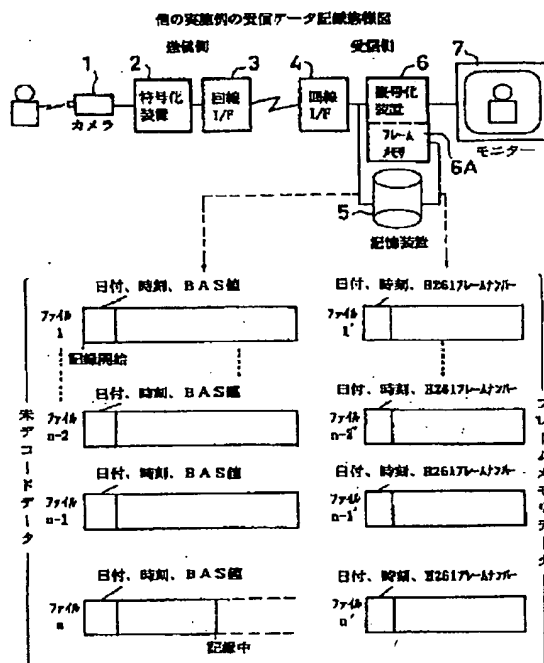 他の実施例の受信データ記録態様図
送信側
受信側
1
2
3
4
6
7
符号化
装置
回線
I/F
回線
I/F
復号化
装置
フレーム
メモリ
6A
カメラ
モニター
5
記憶装置
日付、時刻、BAS値
日付、時刻、H261フレームナンバー
ファイル
1
ファイル
1'
記録開始
日付、時刻、BAS値
日付、時刻、H261フレームナンバー
ファイル
n-2
ファイル
n-2'
日付、時刻、BAS値
日付、時刻、H261フレームナンバー
ファイル
n-1
ファイル
n-1'
日付、時刻、BAS値
日付、時刻、H261フレームナンバー
ファイル
n
ファイル
n'
記録中
未デコードデータ
フレームメモリデータ